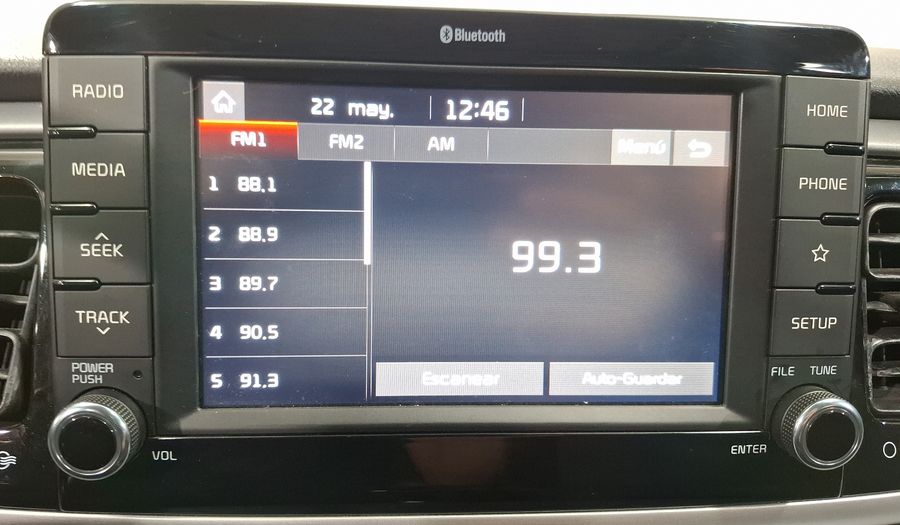 Bluetooth
RADIO
MEDIA
SEEK
TRACK
POWER
PUSH
VOL
22 may. 12:46
FM1 FM2 AM Menú
1 88.1
2 88.9
3 89.7
4 90.5
5 91.3
99.3
Escanear Auto-Guardar
HOME
PHONE
SETUP
FILE TUNE
ENTER